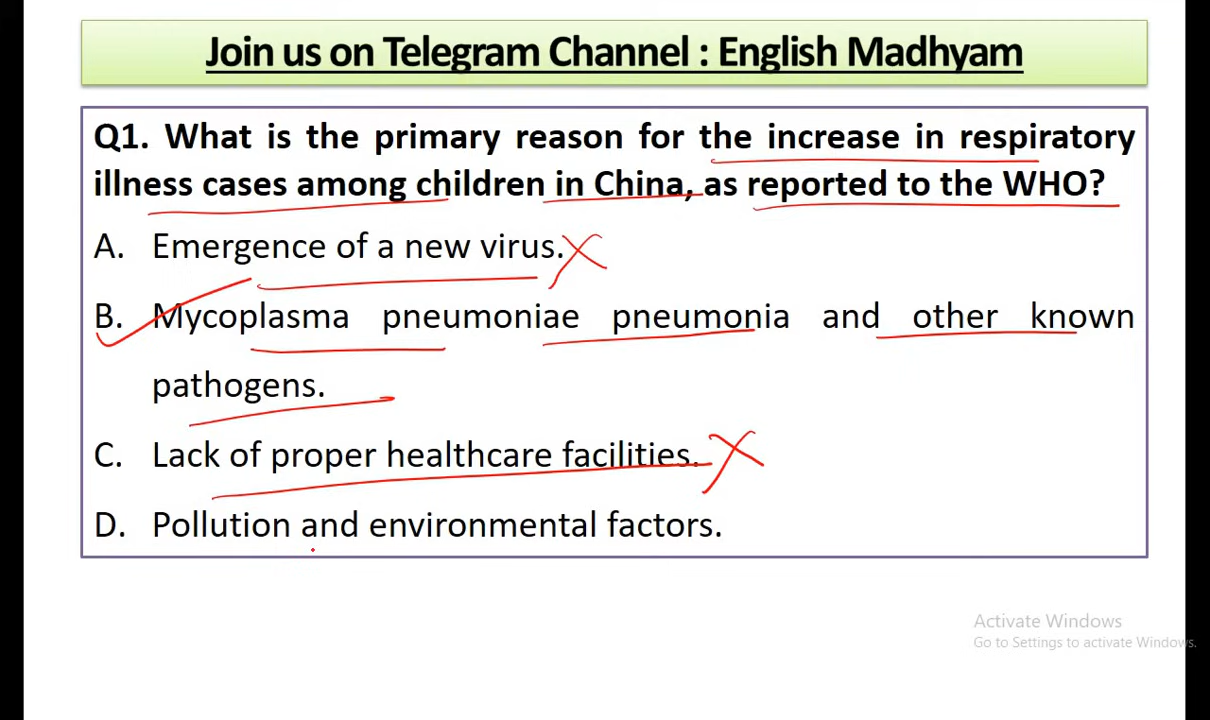 Join us on Telegram Channel : English Madhyam
Q1. What is the primary reason for the increase in respiratory
illness cases among children in China, as reported to the WHO?
A. Emergence of a new virus.
B. Mycoplasma pneumoniae pneumonia and other known
pathogens.
C. Lack of proper healthcare facilities.
D. Pollution and environmental factors.
Activate Windows
Go to Settings to activate Windows.